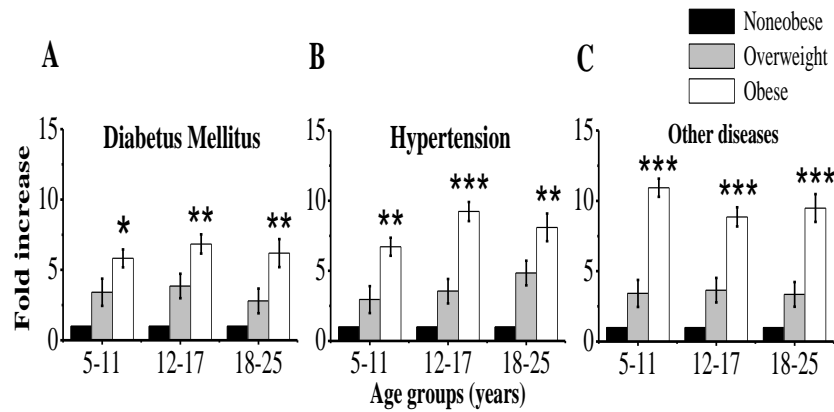 Noneobese
Overweight
Obese
A
B
C
Diabetus Mellitus
Hypertension
Other diseases
Fold increase
15
10
5
0
*
**
**
5-11
12-17
18-25
15
10
5
0
**
***
**
5-11
12-17
18-25
15
10
5
0
***
***
***
5-11
12-17
18-25
Age groups (years)